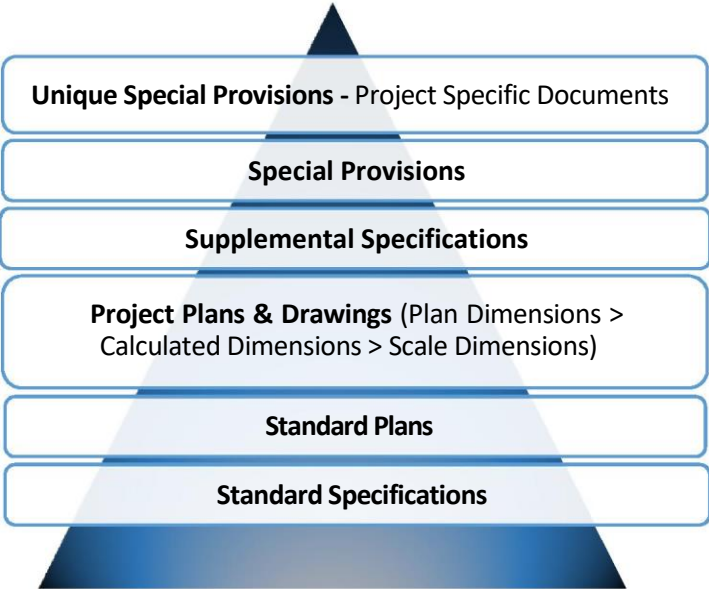 Unique Special Provisions - Project Specific Documents
Special Provisions
Supplemental Specifications
Project Plans & Drawings (Plan Dimensions >
Calculated Dimensions > Scale Dimensions)
Standard Plans
Standard Specifications